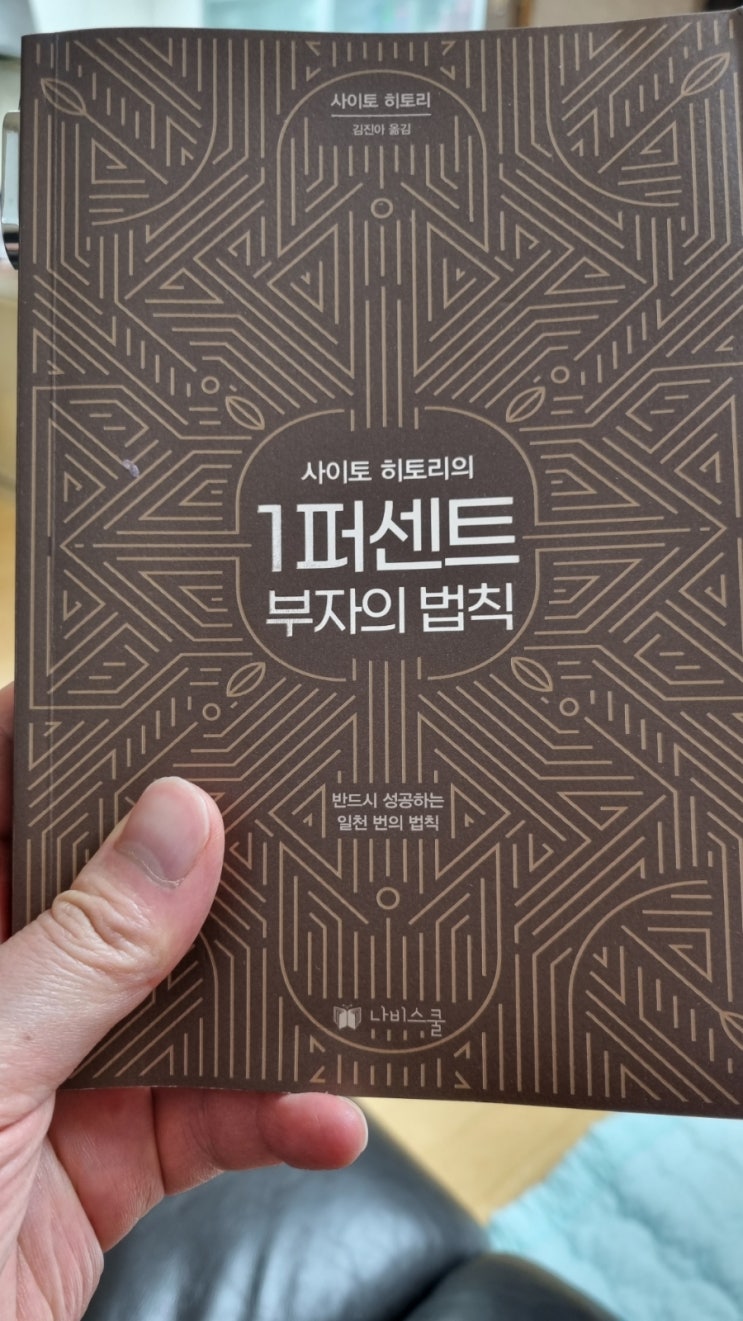 사이토 히토리
김진아 옮김
사이토 히토리의
1퍼센트
부자의 법칙
반드시 성공하는
일천 번의 법칙
나비스쿨